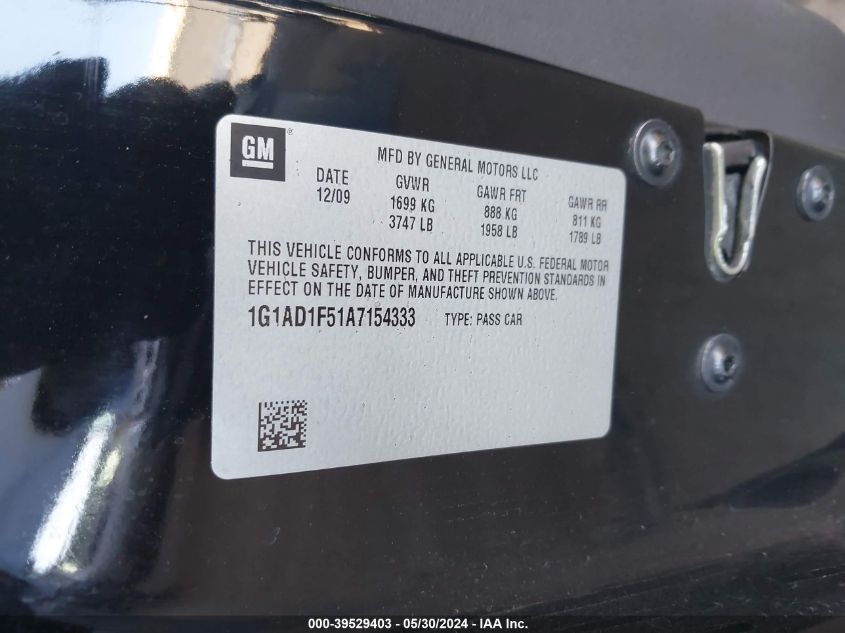 GM ®
MFD BY GENERAL MOTORS LLC
DATE GVWR GAWR FRT GAWR RR
12/09 1699 KG 888 KG 811 KG
3747 LB 1958 LB 1789 LB
THIS VEHICLE CONFORMS TO ALL APPLICABLE U.S. FEDERAL MOTOR
VEHICLE SAFETY, BUMPER, AND THEFT PREVENTION STANDARDS IN
EFFECT ON THE DATE OF MANUFACTURE SHOWN ABOVE.
1G1AD1F51A7154333 TYPE: PASS CAR
000-39529403 - 05/30/2024 - IAA Inc.